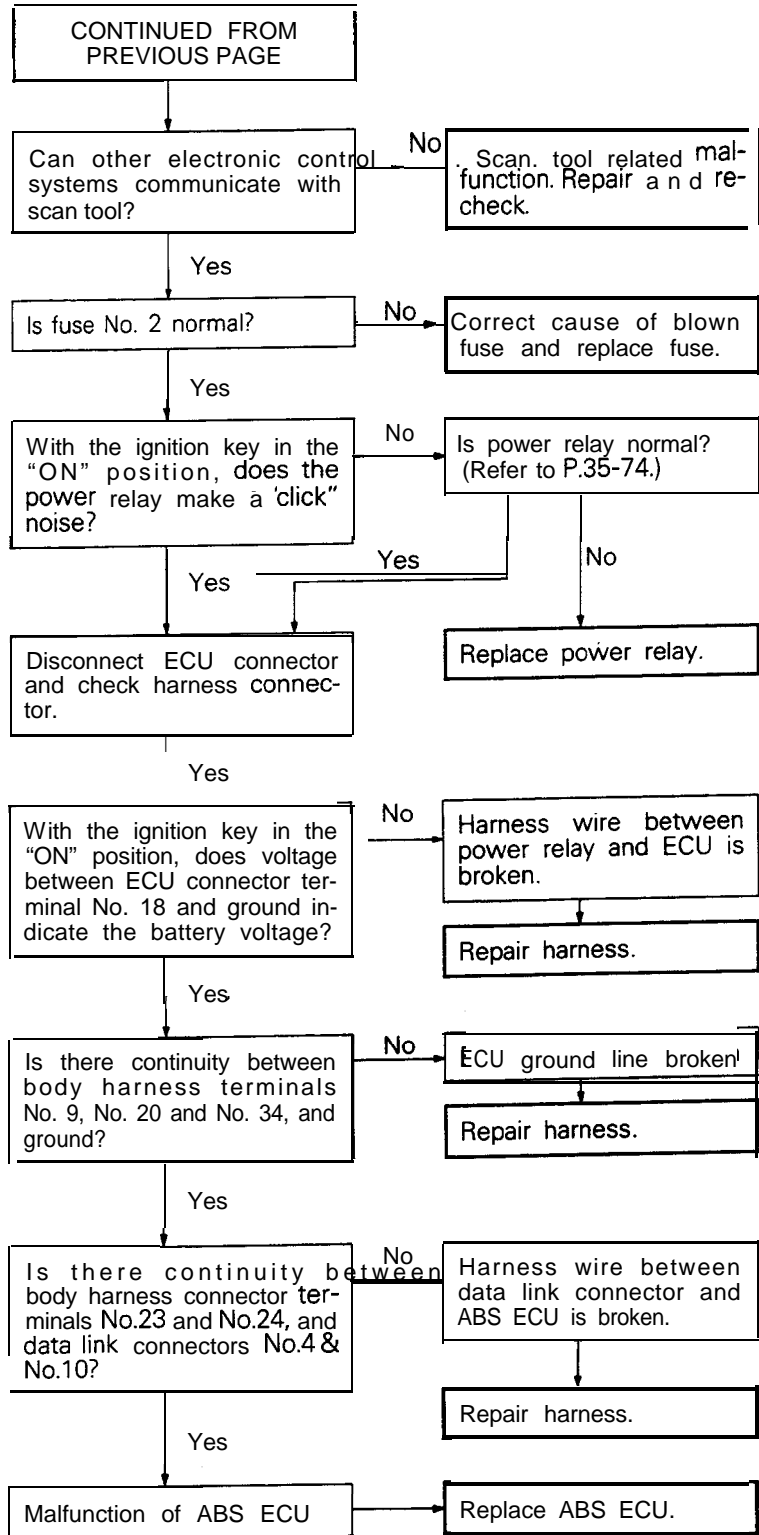 CONTINUED FROM
PREVIOUS PAGE
Can other electronic control
systems communicate with
scan tool?
No
. Scan. tool related mal-
function. Repair and re-
check.
Yes
Is fuse No. 2 normal?
No
Correct cause of blown
fuse and replace fuse.
Yes
With the ignition key in the
“ON” position, does the
power relay make a 'click”
noise?
No
Is power relay normal?
(Refer to P.35-74.)
Yes
Yes
No
Disconnect ECU connector
and check harness connec-
tor.
Replace power relay.
Yes
With the ignition key in the
“ON” position, does voltage
between ECU connector ter-
minal No. 18 and ground in-
dicate the battery voltage?
No
Harness wire between
power relay and ECU is
broken.
Repair harness.
Yes.
Is there continuity between
body harness terminals
No. 9, No. 20 and No. 34, and
ground?
No
ECU ground line broken
Repair harness.
Yes
Is there continuity between
body harness connector ter-
minals No.23 and No.24, and
data link connectors No.4 &
No.10?
No
Harness wire between
data link connector and
ABS ECU is broken.
Repair harness.
Yes
Malfunction of ABS ECU
Replace ABS ECU.